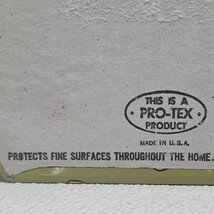 THIS IS A
PRO-TEX
PRODUCT
MADE IN U.S.A.
PROTECTS FINE SURFACES THROUGHOUT THE HOME.